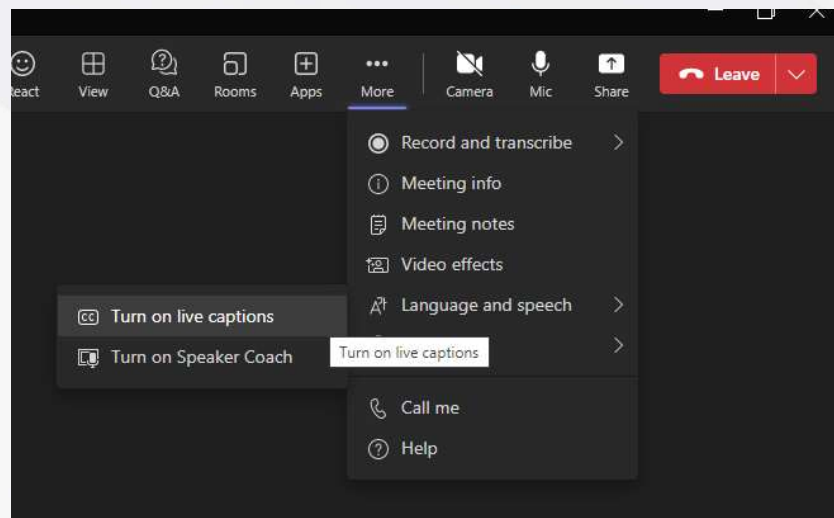 React View Q&A Rooms Apps More Camera Mic Share Leave
Record and transcribe
Meeting info
Meeting notes
Video effects
Language and speech
Turn on live captions
Turn on Speaker Coach
Turn on live captions
Call me
Help